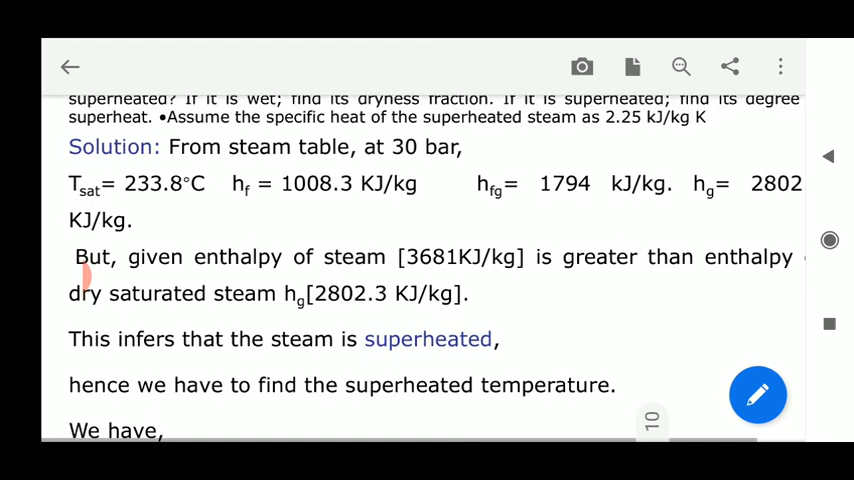 superheated? If it is wet; find its dryness fraction. If it is superheated; find its degree
superheat. •Assume the specific heat of the superheated steam as 2.25 kJ/kg K
Solution: From steam table, at 30 bar,
Tsat= 233.8°C hf = 1008.3 KJ/kg hfg= 1794 kJ/kg. hg= 2802
KJ/kg.
But, given enthalpy of steam [3681KJ/kg] is greater than enthalpy
dry saturated steam hg[2802.3 KJ/kg].
This infers that the steam is superheated,
hence we have to find the superheated temperature.
We have,
10